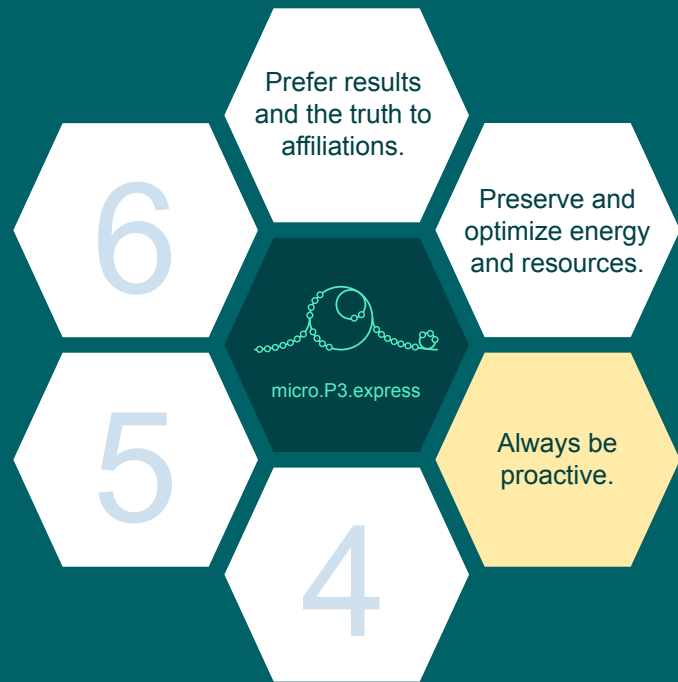 Prefer results
and the truth to
affiliations.
Preserve and
optimize energy
and resources.
Always be
proactive.
4
5
6
micro.P3.express